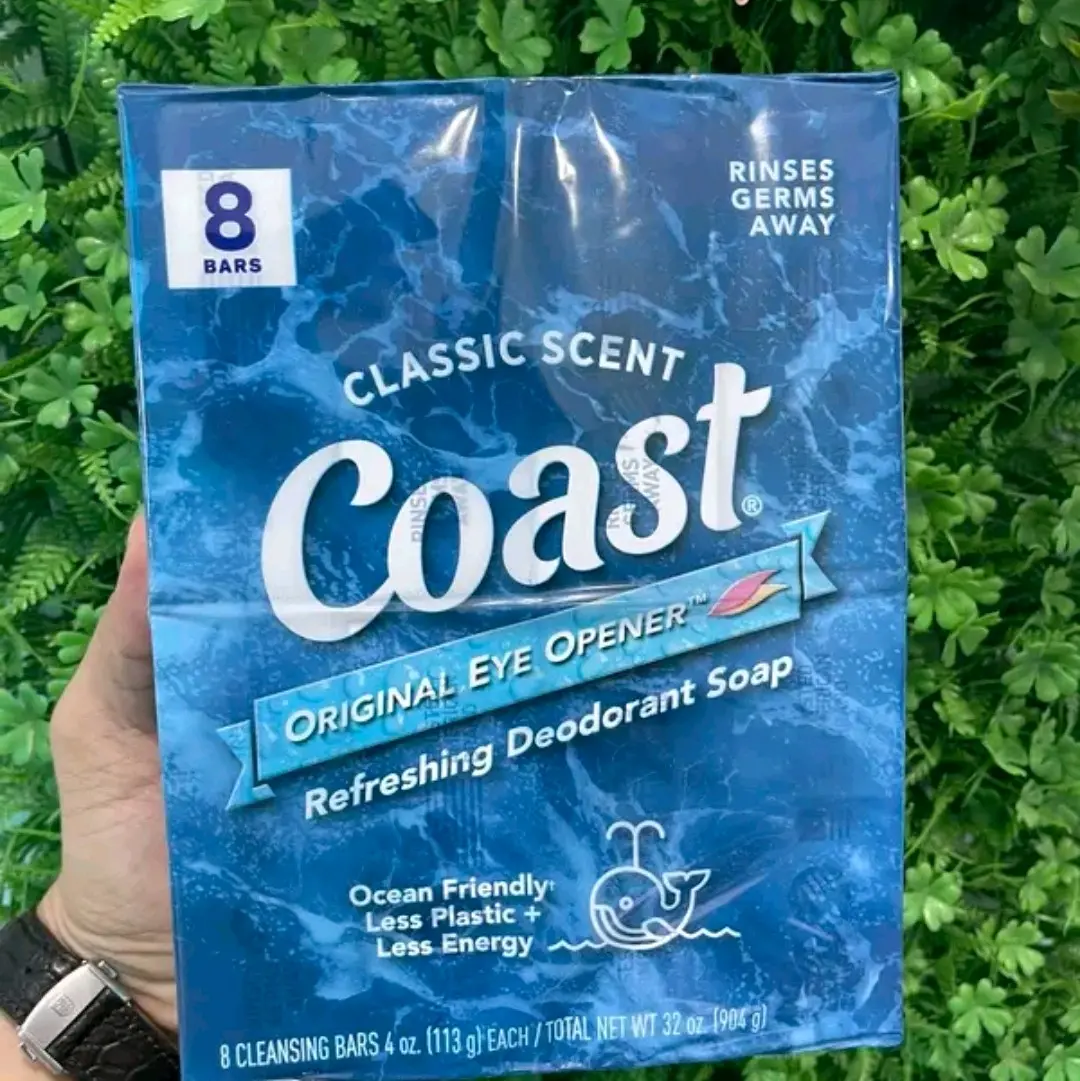 8
BARS
RINSES
GERMS
AWAY
CLASSIC SCENT
Coast®
ORIGINAL EYE OPENER™
Refreshing Deodorant Soap
Ocean Friendly†
Less Plastic +
Less Energy
8 CLEANSING BARS 4 oz. (113 g) EACH / TOTAL NET WT 32 oz. (904 g)